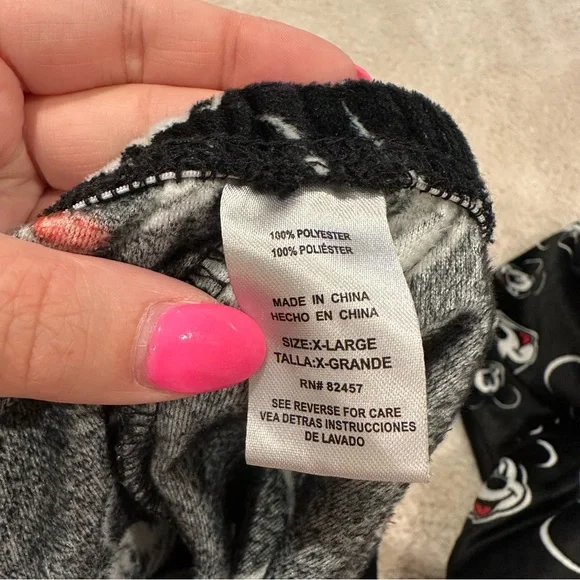 100% POLYESTER
100% POLIÉSTER
MADE IN CHINA
HECHO EN CHINA
SIZE:X-LARGE
TALLA:X-GRANDE
RN# 82457
SEE REVERSE FOR CARE
VEA DETRAS INSTRUCCIONES
DE LAVADO